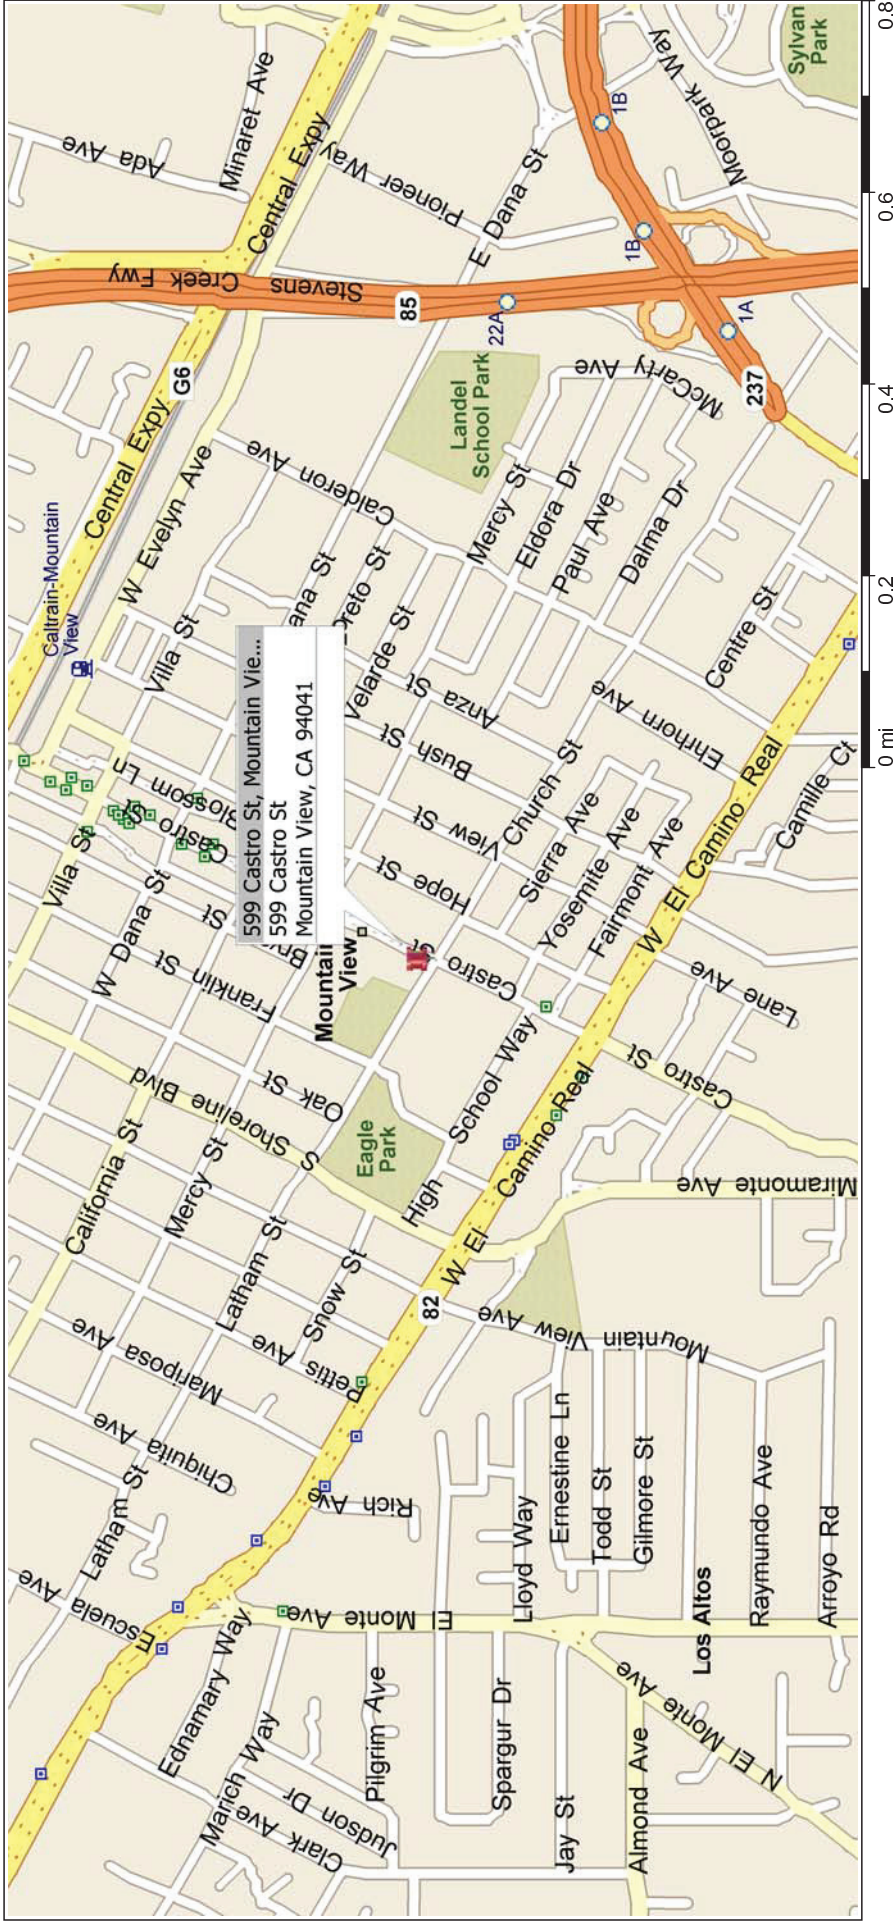 Escuela Ave
Latham St
Chiquita Ave
Mariposa Ave
Pettis Ave
California St
Mercy St
Latham St
Snow St
S Shoreline Blvd
Oak St
Franklin St
W Dana St
Villa St
Castro St
Blossom Ln
Villa St
W Evelyn Ave
Caltrain-Mountain
View
Central Expy
G6
Central Expy
Minaret Ave
Ada Ave
Stevens Creek Fwy
85
Pioneer Way
E Dana St
Calderon Ave
22A
1B
1B
1A
237
Moorpark Way
Sylvan
Park
Landel
School Park
McCarty Ave
Mercy St
Eldora Dr
Paul Ave
Dalma Dr
Centre St
Ehrhorn Ave
Anza St
Velarde St
Bush St
View St
Hope St
Church St
Sierra Ave
Yosemite Ave
Fairmont Ave
599 Castro St, Mountain Vie...
599 Castro St
Mountain View, CA 94041
Mountain
View
Castro St
Eagle
Park
High School Way
W El Camino Real
W El Camino Real
82
Camille Ct
Lane Ave
Castro St
Miramonte Ave
Mountain View Ave
Rich Ave
Lloyd Way
Ernestine Ln
Todd St
Gilmore St
Raymundo Ave
Arroyo Rd
Los Altos
El Monte Ave
N El Monte Ave
Ednamary Way
Marich Way
Clark Ave
Judson Dr
Pilgrim Ave
Spargur Dr
Jay St
Almond Ave
0 mi
0.2
0.4
0.6
0.8